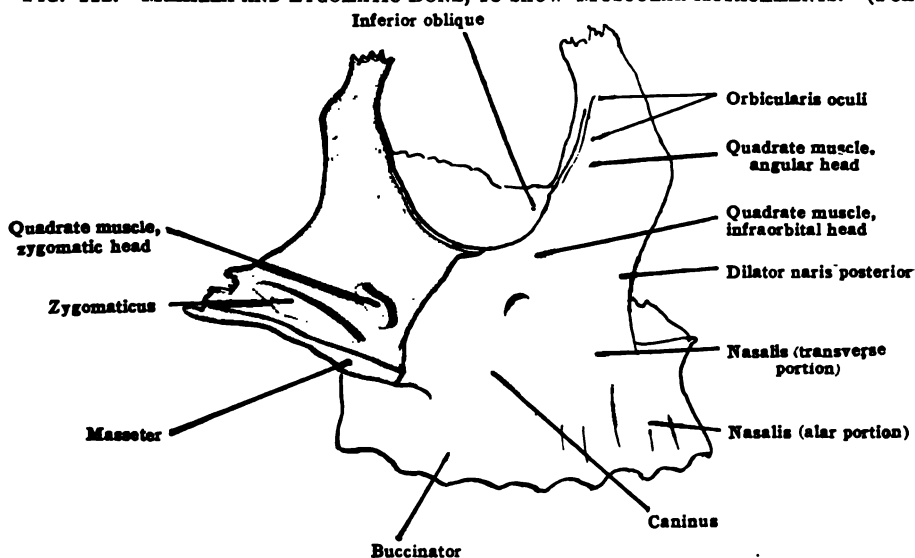 Inferior oblique
Orbicularis oculi
Quadrate muscle,
angular head
Quadrate muscle,
zygomatic head
Quadrate muscle,
infraorbital head
Dilator naris posterior
Zygomaticus
Nasalis (transverse
portion)
Masseter
Nasalis (alar portion)
Caninus
Buccinator